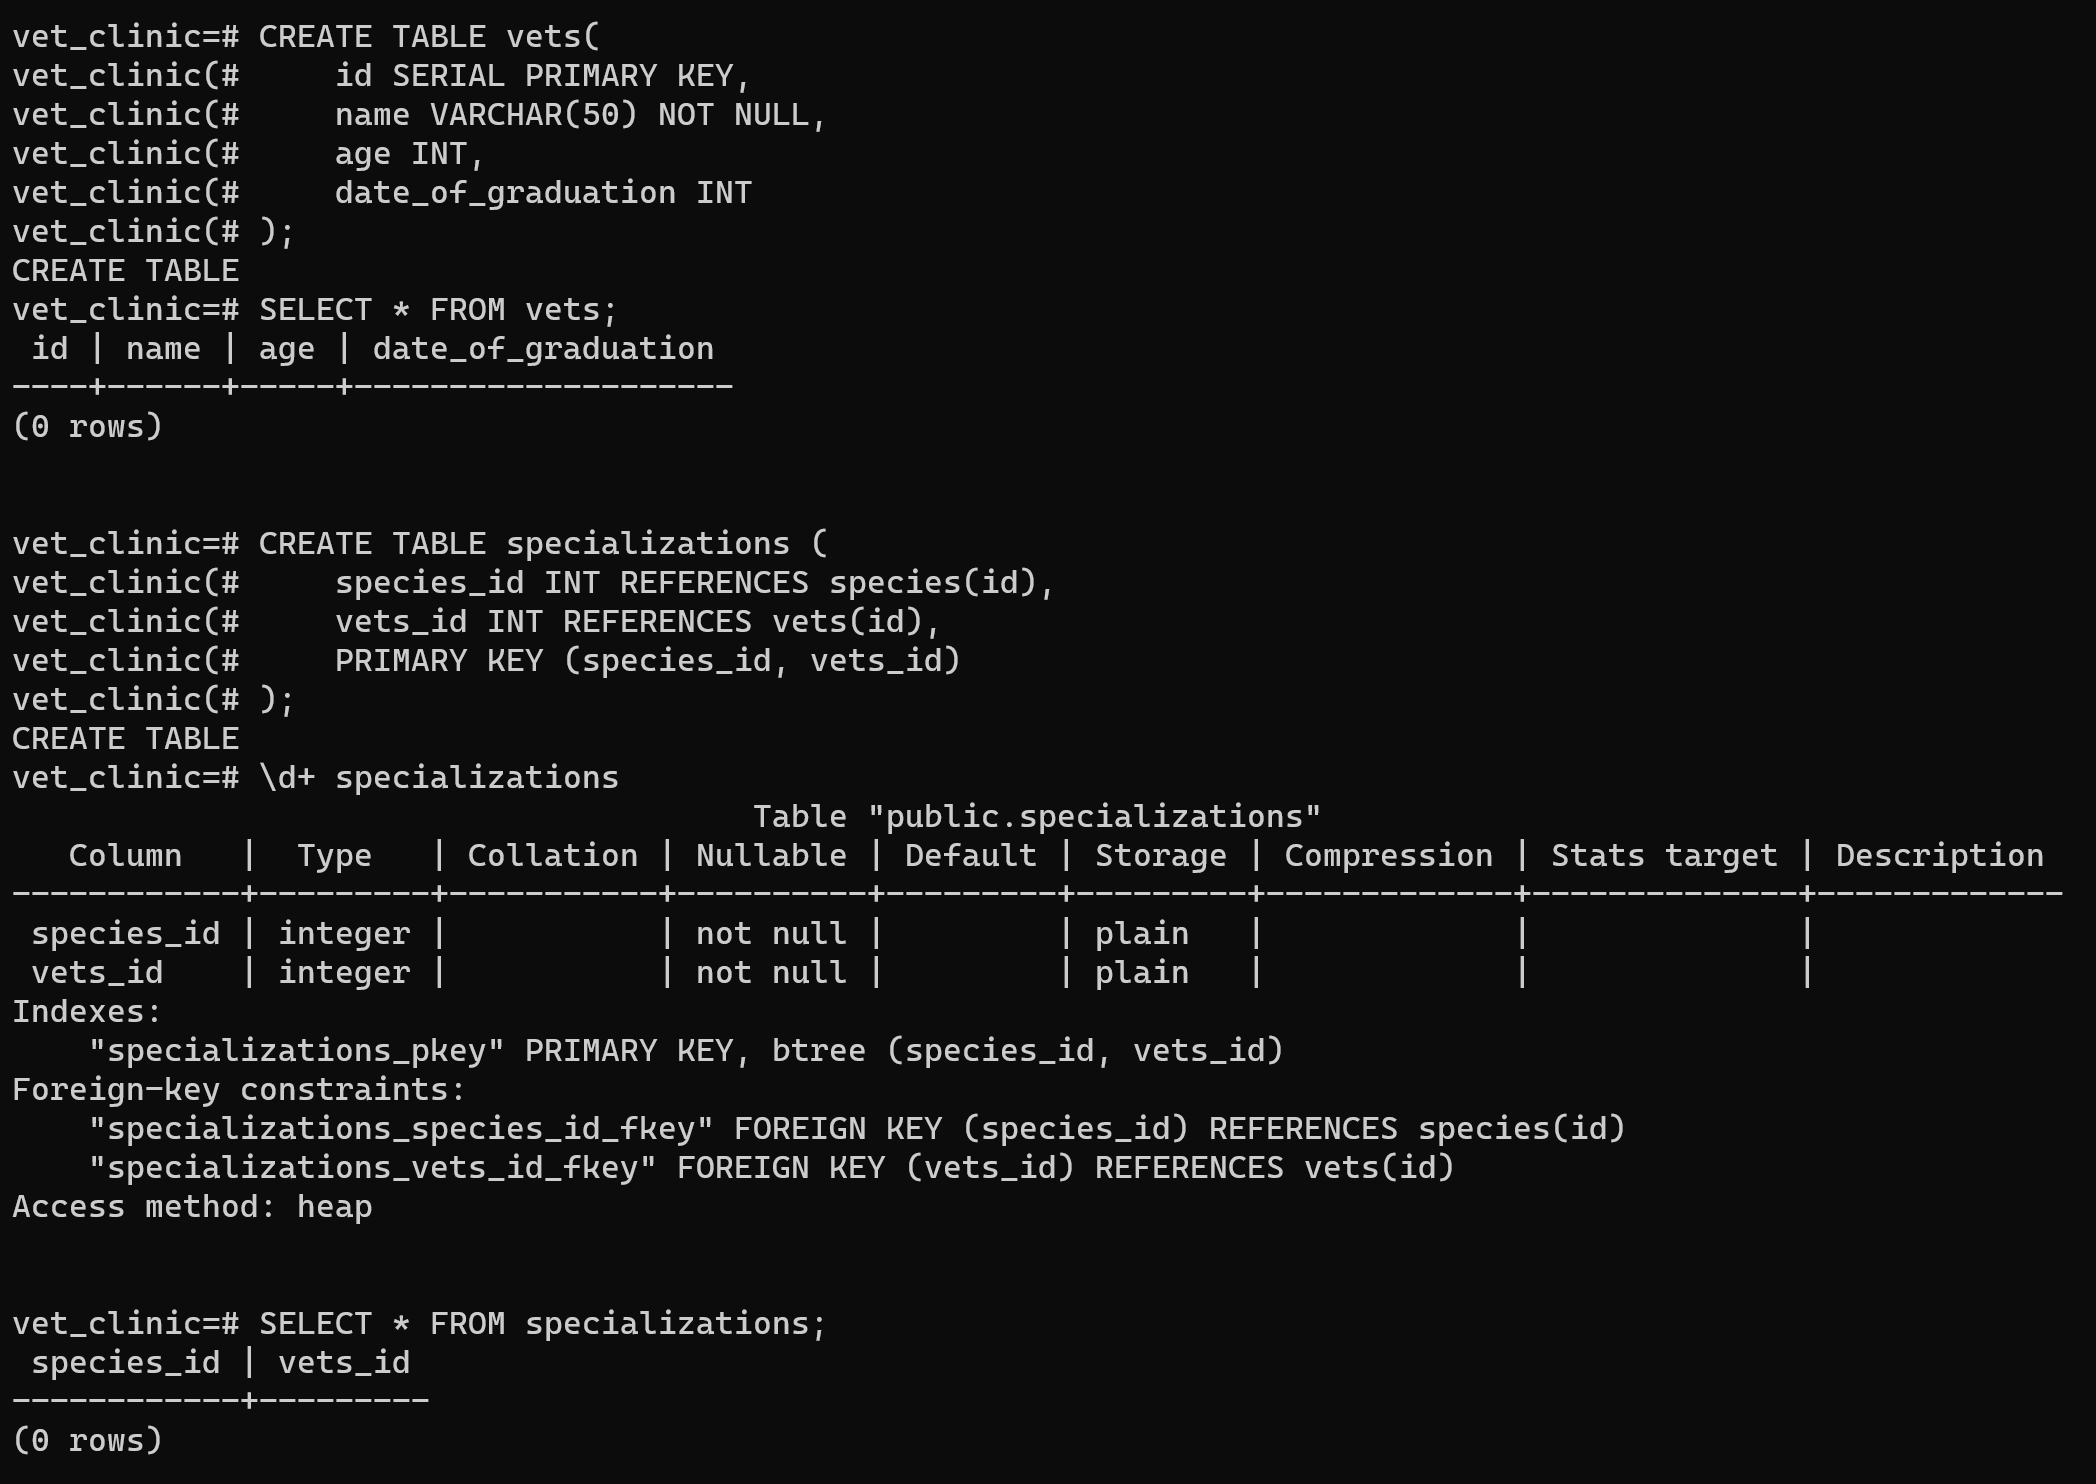 vet_clinic=# CREATE TABLE vets(
vet_clinic(#     id SERIAL PRIMARY KEY,
vet_clinic(#     name VARCHAR(50) NOT NULL,
vet_clinic(#     age INT,
vet_clinic(#     date_of_graduation INT
vet_clinic(# );
CREATE TABLE
vet_clinic=# SELECT * FROM vets;
 id | name | age | date_of_graduation
----+------+-----+--------------------
(0 rows)


vet_clinic=# CREATE TABLE specializations (
vet_clinic(#     species_id INT REFERENCES species(id),
vet_clinic(#     vets_id INT REFERENCES vets(id),
vet_clinic(#     PRIMARY KEY (species_id, vets_id)
vet_clinic(# );
CREATE TABLE
vet_clinic=# \d+ specializations
                                       Table "public.specializations"
   Column   |  Type   | Collation | Nullable | Default | Storage | Compression | Stats target | Description
------------+---------+-----------+----------+---------+---------+-------------+--------------+-------------
 species_id | integer |           | not null |         | plain   |             |              |
 vets_id    | integer |           | not null |         | plain   |             |              |
Indexes:
    "specializations_pkey" PRIMARY KEY, btree (species_id, vets_id)
Foreign-key constraints:
    "specializations_species_id_fkey" FOREIGN KEY (species_id) REFERENCES species(id)
    "specializations_vets_id_fkey" FOREIGN KEY (vets_id) REFERENCES vets(id)
Access method: heap


vet_clinic=# SELECT * FROM specializations;
 species_id | vets_id
------------+---------
(0 rows)